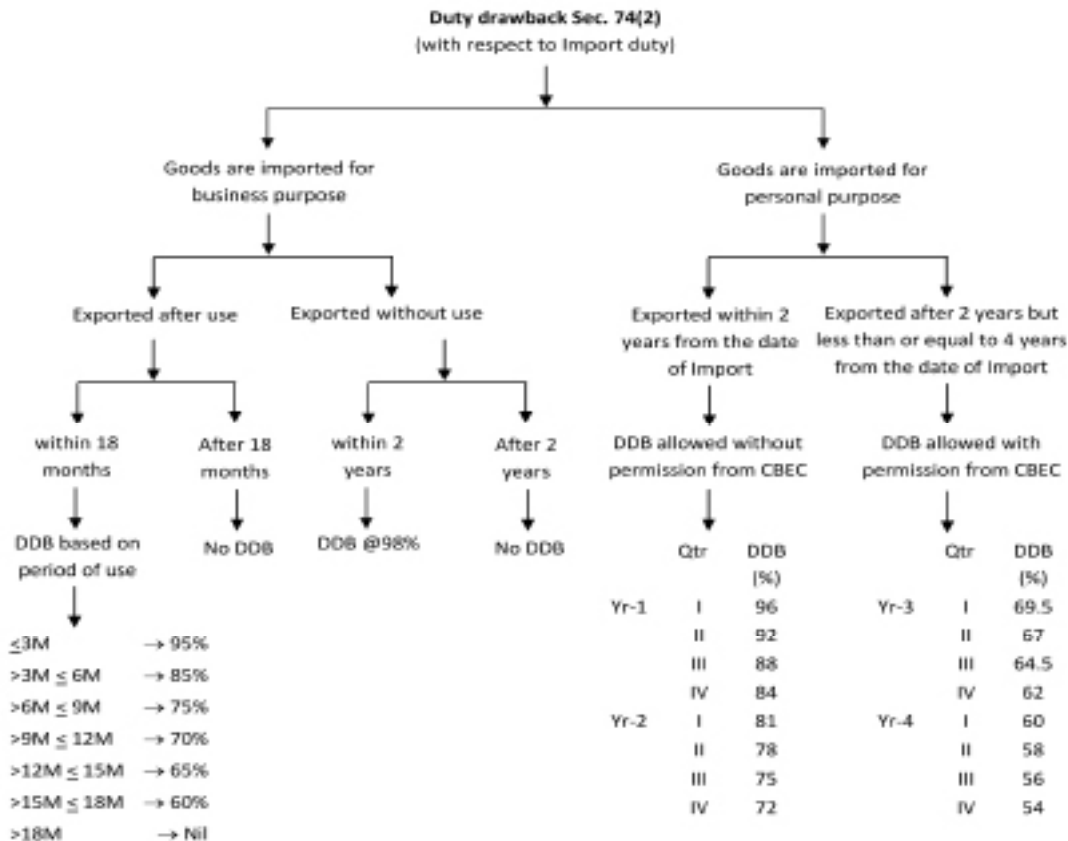 Duty drawback Sec. 74(2)
(with respect to Import duty)
Goods are imported for
business purpose
Goods are imported for
personal purpose
Exported after use
Exported without use
Exported within 2
years from the date
of Import
Exported after 2 years but
less than or equal to 4 years
from the date of Import
within 18
months
After 18
months
within 2
years
After 2
years
DDB allowed without
permission from CBEC
DDB allowed with
permission from CBEC
DDB based on
period of use
No DDB
DDB @98%
No DDB
≤3M → 95%
>3M ≤ 6M → 85%
>6M ≤ 9M → 75%
>9M ≤ 12M → 70%
>12M ≤ 15M → 65%
>15M ≤ 18M → 60%
>18M → Nil
Qtr DDB
(%)
Yr-1 I 96
II 92
III 88
IV 84
Yr-2 I 81
II 78
III 75
IV 72
Qtr DDB
(%)
Yr-3 I 69.5
II 67
III 64.5
IV 62
Yr-4 I 60
II 58
III 56
IV 54